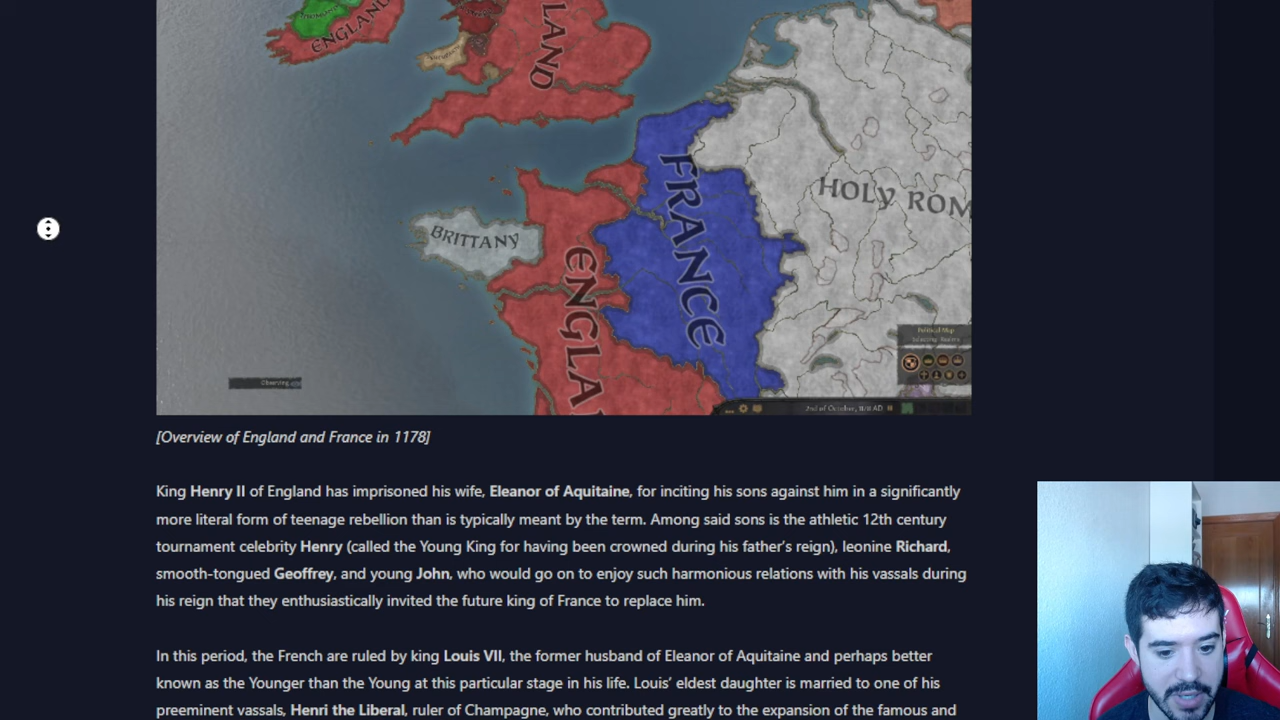 ENGLAND
LAND
FRANCE
HOLY ROM
BRITTANY
ENGLA
Political Map
Observing
2nd of October, 1178 AD
[Overview of England and France in 1178]
King Henry II of England has imprisoned his wife, Eleanor of Aquitaine, for inciting his sons against him in a significantly
more literal form of teenage rebellion than is typically meant by the term. Among said sons is the athletic 12th century
tournament celebrity Henry (called the Young King for having been crowned during his father's reign), leonine Richard,
smooth-tongued Geoffrey, and young John, who would go on to enjoy such harmonious relations with his vassals during
his reign that they enthusiastically invited the future king of France to replace him.
In this period, the French are ruled by king Louis VII, the former husband of Eleanor of Aquitaine and perhaps better
known as the Younger than the Young at this particular stage in his life. Louis' eldest daughter is married to one of his
preeminent vassals, Henri the Liberal, ruler of Champagne, who contributed greatly to the expansion of the famous and